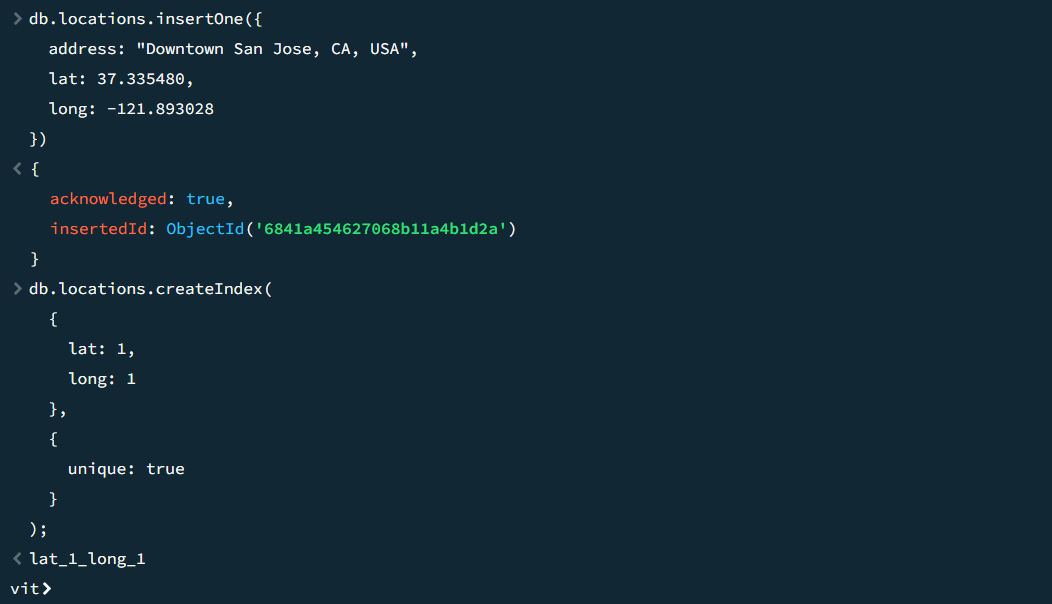 > db.locations.insertOne({
address: "Downtown San Jose, CA, USA",
lat: 37.335480,
long: -121.893028
})
< {
acknowledged: true,
insertedId: ObjectId('6841a454627068b11a4b1d2a')
}
> db.locations.createIndex(
{
lat: 1,
long: 1
},
{
unique: true
}
);
< lat_1_long_1
vit>